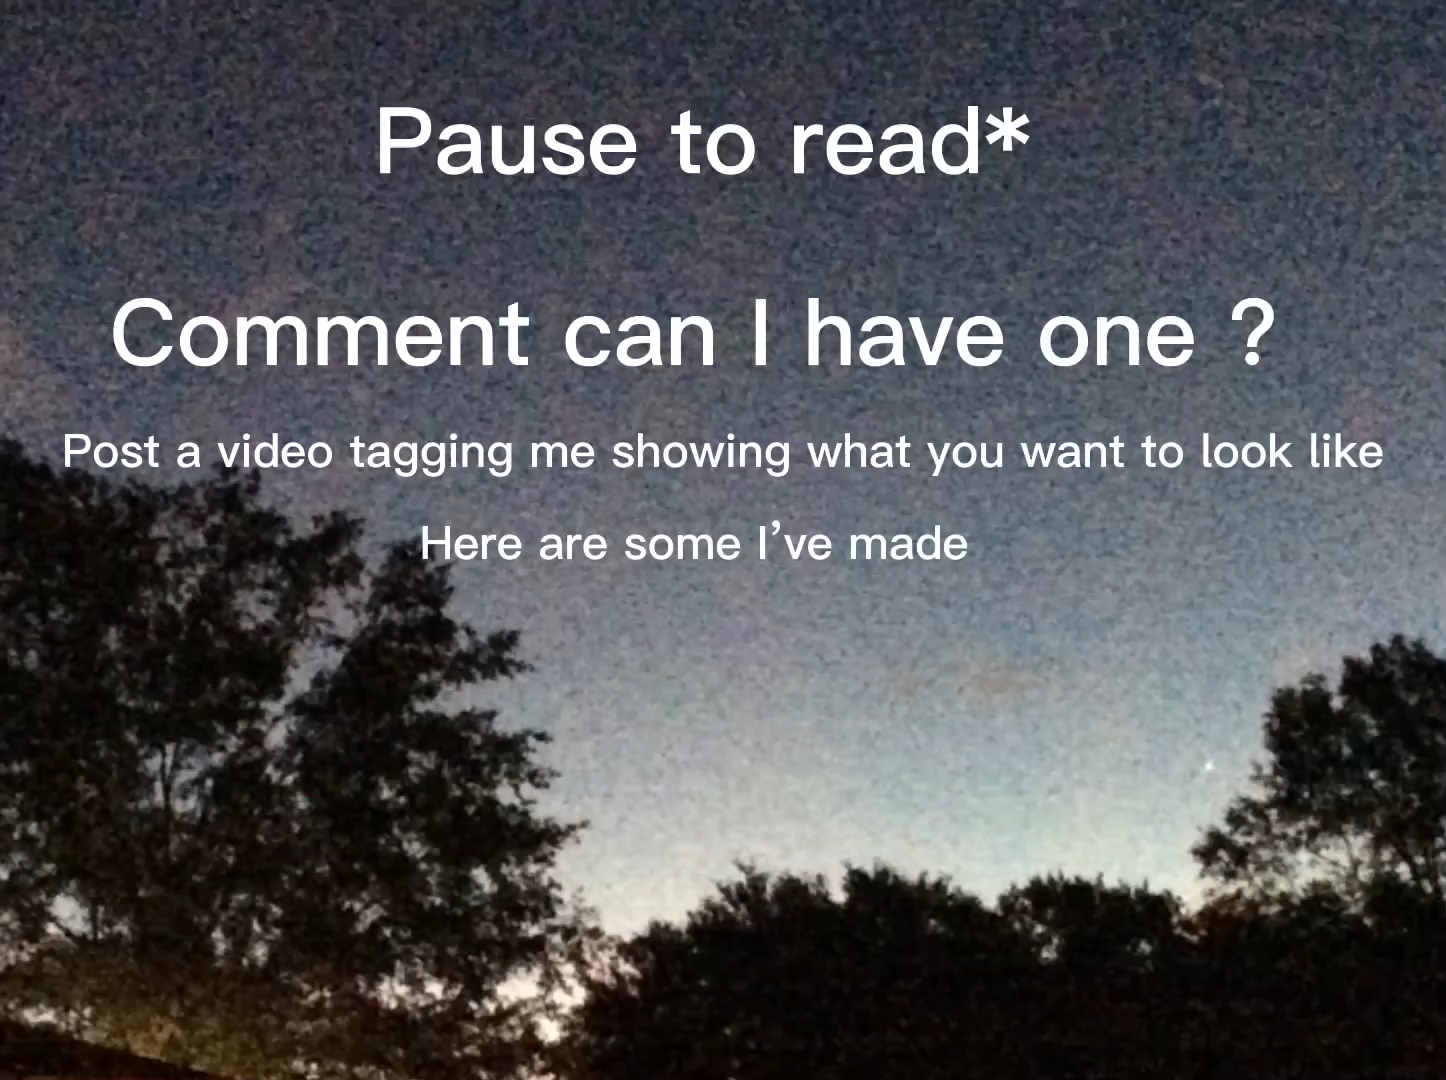 Pause to read*
Comment can I have one ?
Post a video tagging me showing what you want to look like
Here are some I’ve made